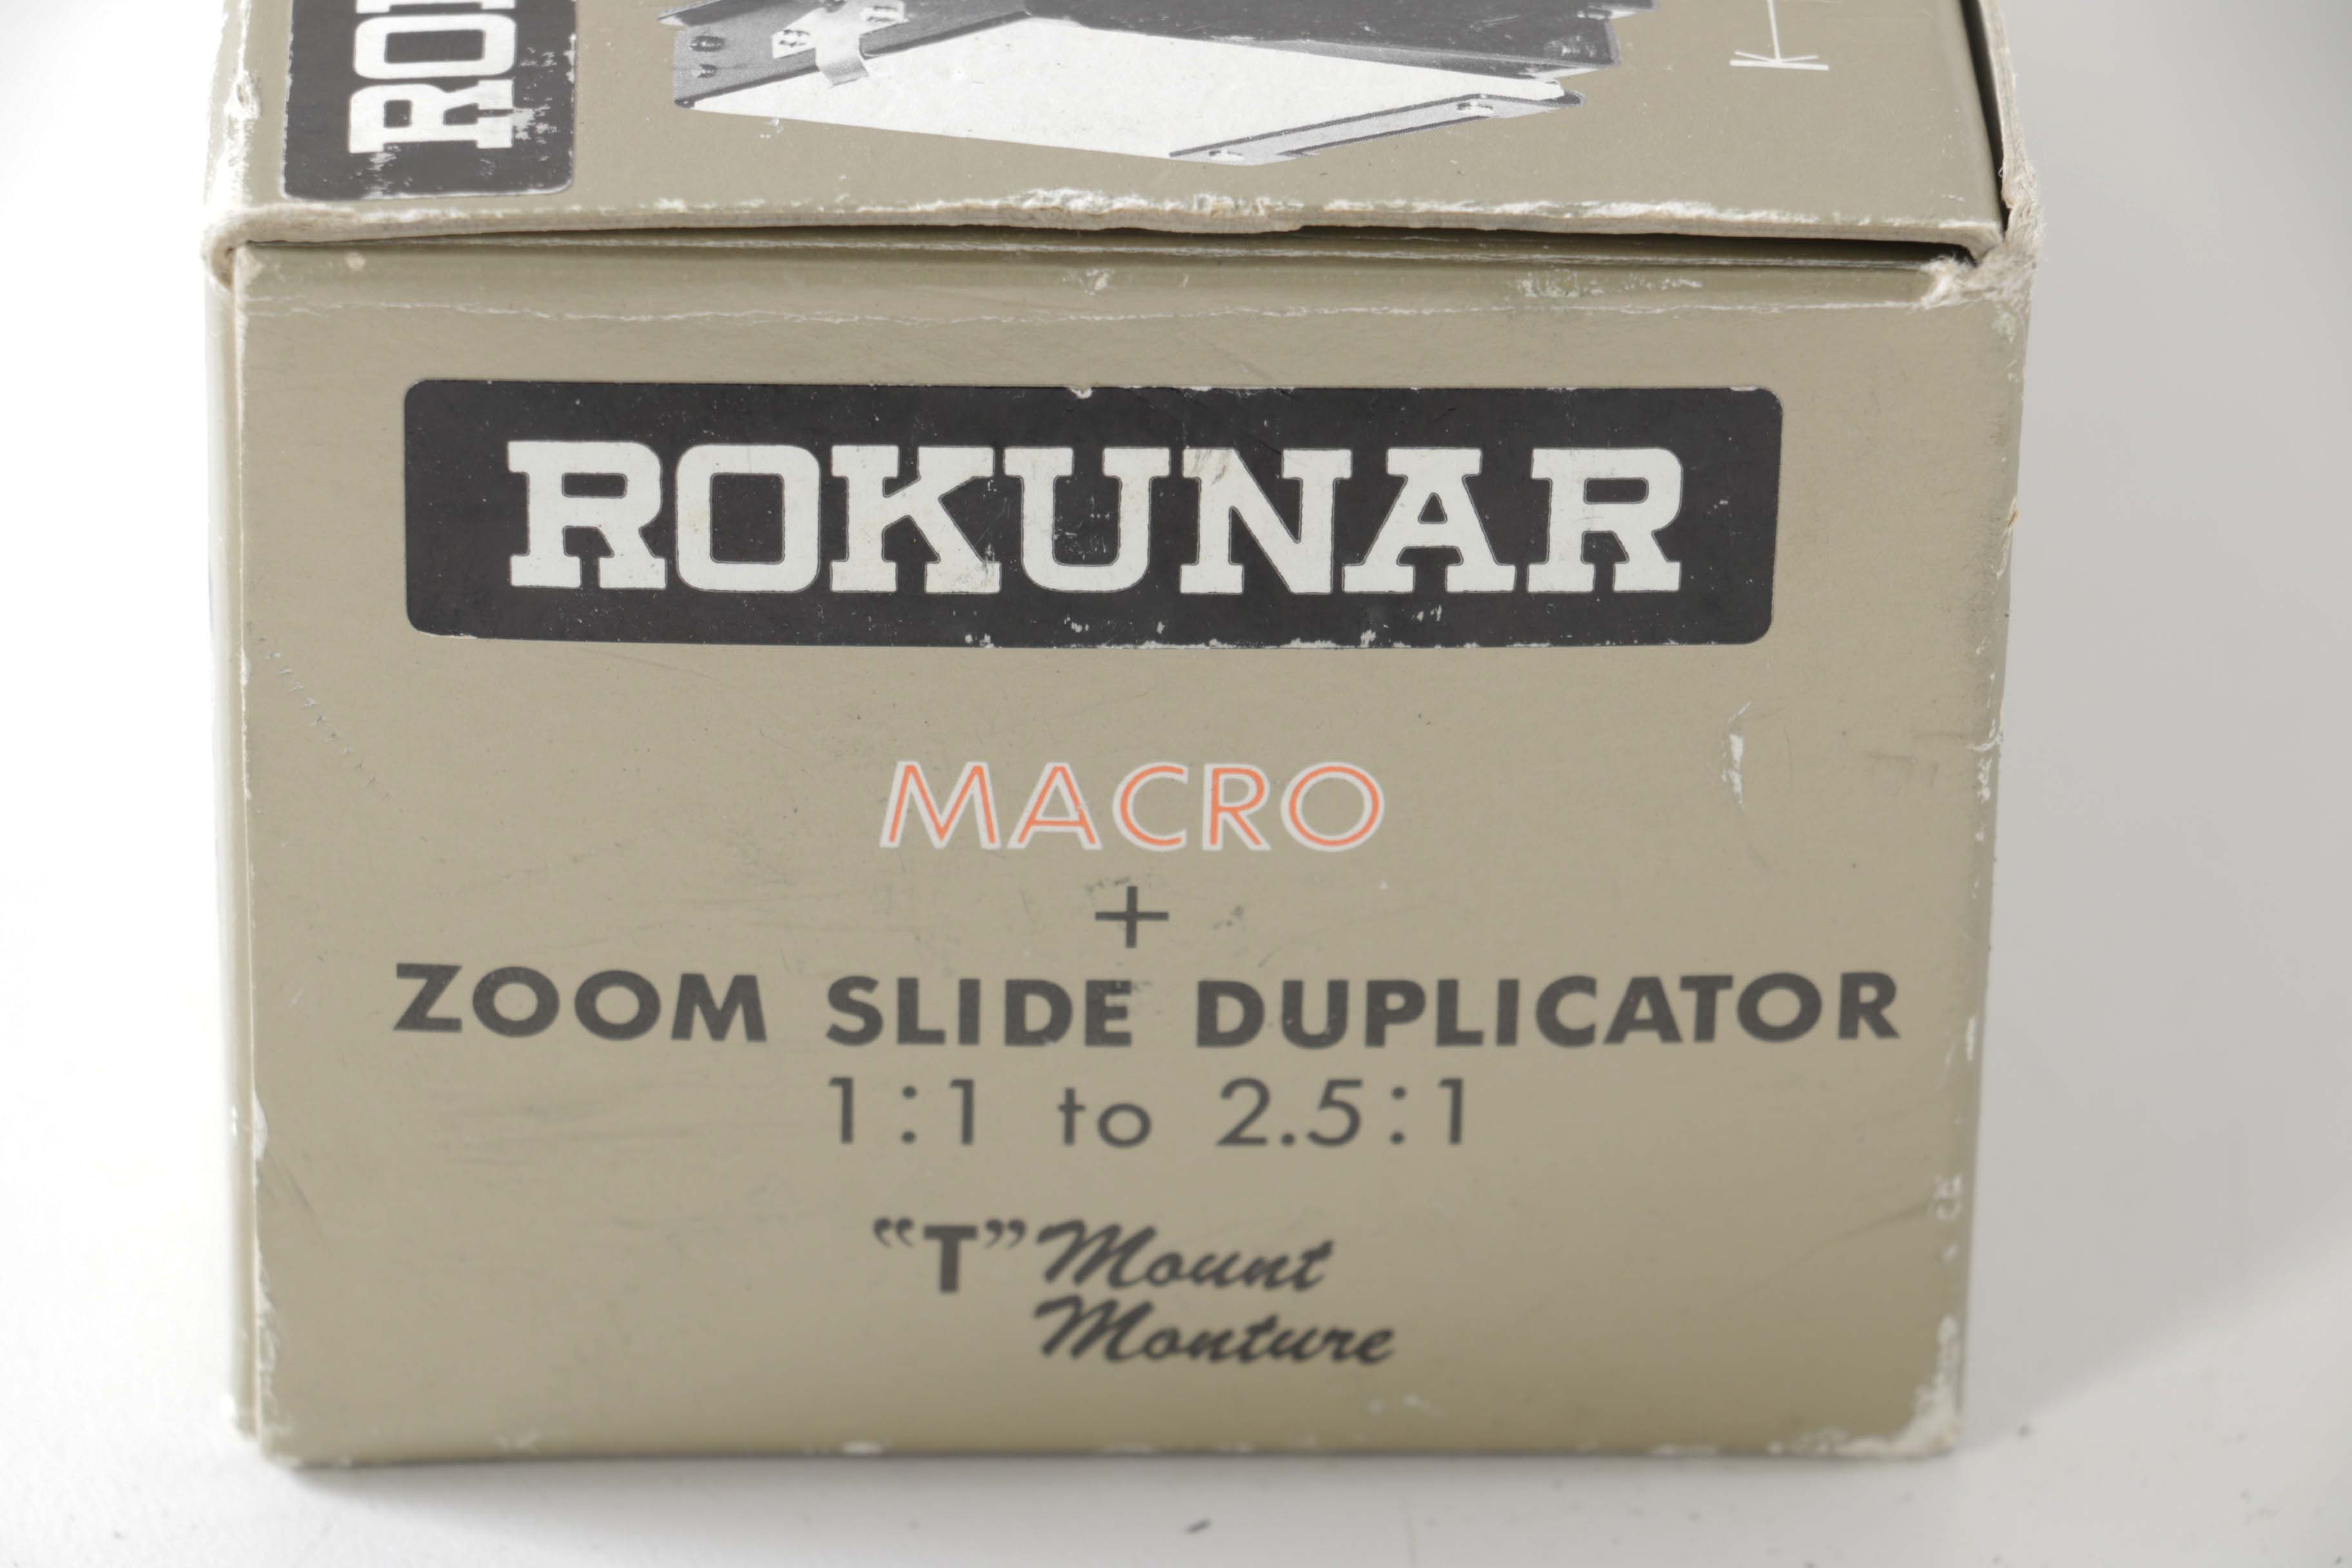 ROKUNAR
MACRO
+
ZOOM SLIDE DUPLICATOR
1:1 to 2.5:1
"T" Mount
Monture